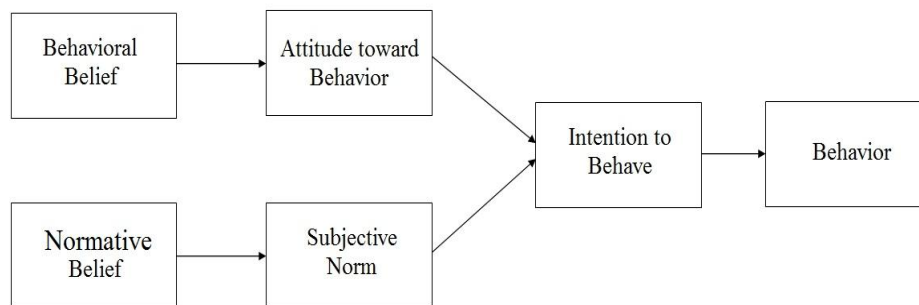 Behavioral
Belief
Attitude toward
Behavior
Intention to
Behave
Behavior
Normative
Belief
Subjective
Norm